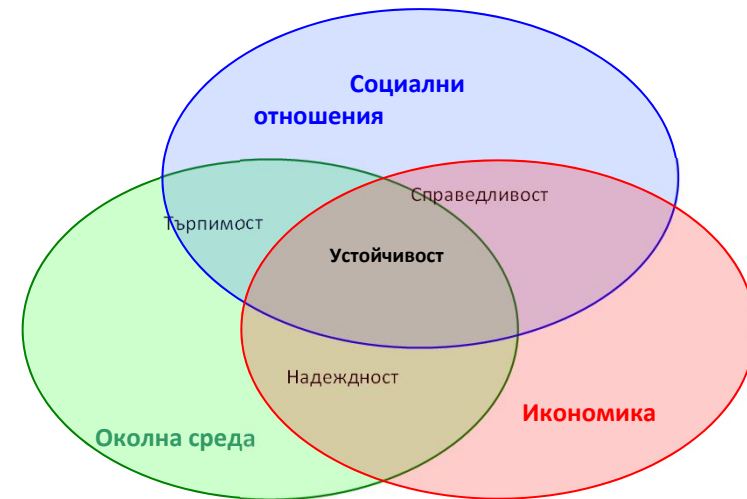 Социални
отношения
Справедливост
Търпимост
Устойчивост
Надеждност
Икономика
Околна среда